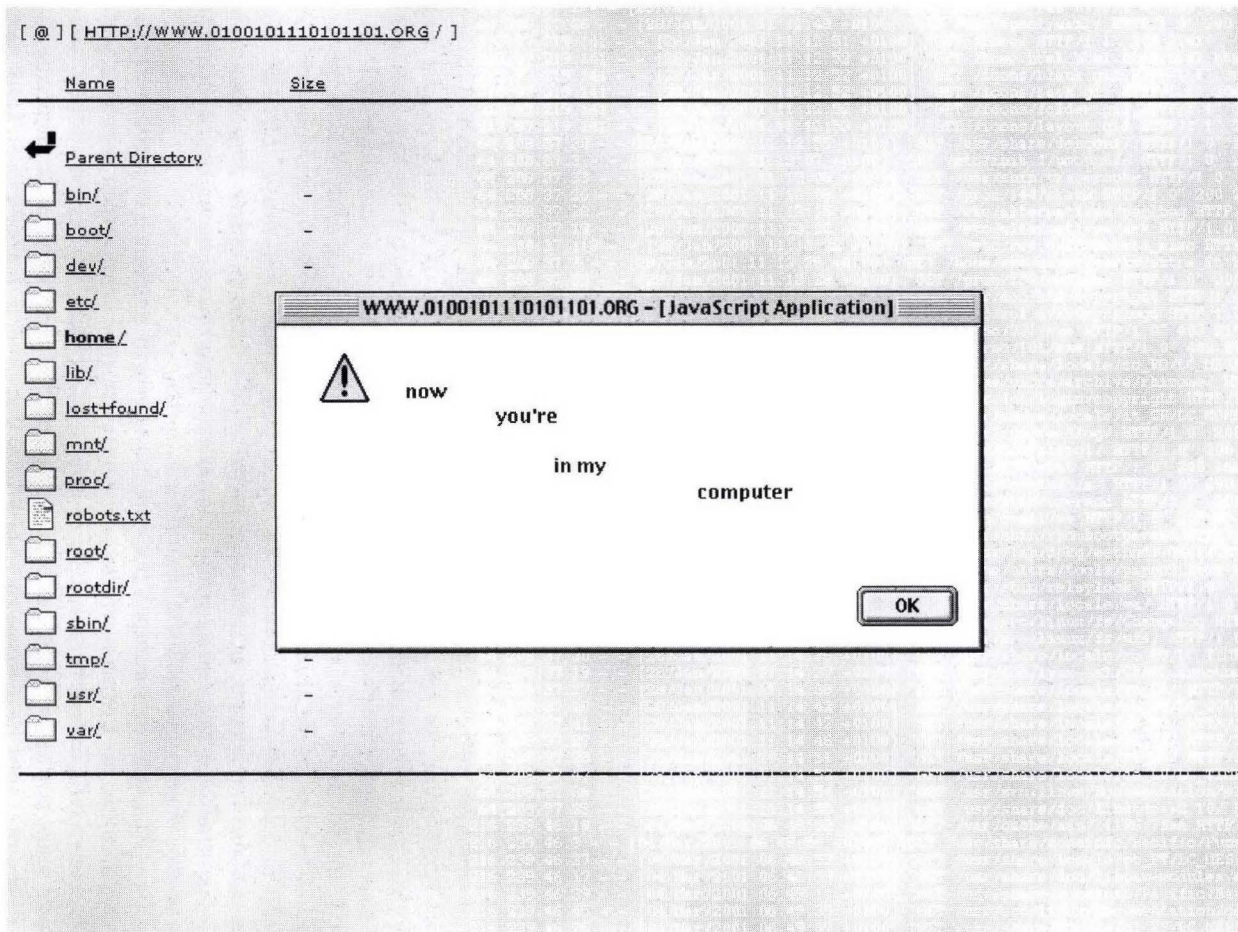 [ @ ] [ HTTP://WWW.0100101110101101.ORG / ]
Name Size
Parent Directory
bin/ -
boot/ -
dev/ -
etc/
home/
lib/
lost+found/
mnt/
proc/
robots.txt
root/
rootdir/
sbin/
tmp/ -
usr/ -
var/ -
WWW.0100101110101101.ORG - [JavaScript Application]
now
you're
in my
computer
OK